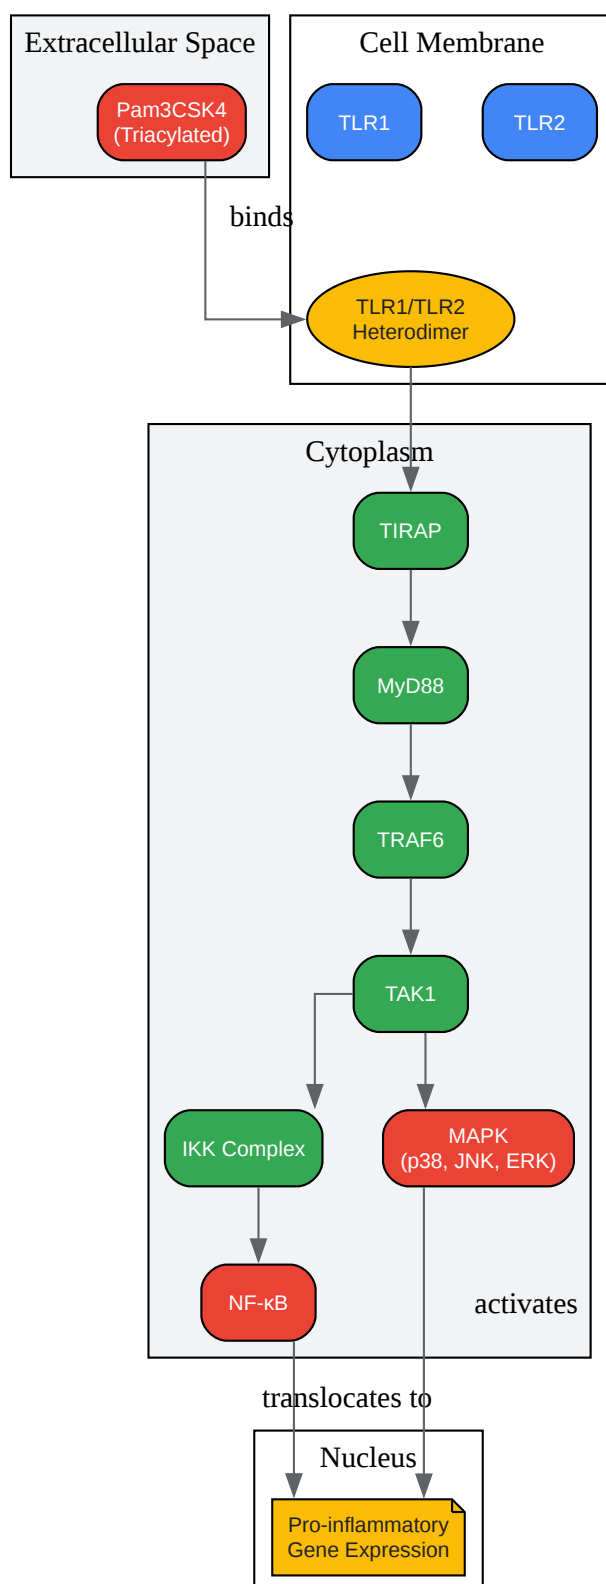 Extracellular Space
Cell Membrane
Pam3CSK4
(Triacylated)
TLR1
TLR2
binds
TLR1/TLR2
Heterodimer
Cytoplasm
TIRAP
MyD88
TRAF6
TAK1
IKK Complex
MAPK
(p38, JNK, ERK)
NF-κB
activates
translocates to
Nucleus
Pro-inflammatory
Gene Expression